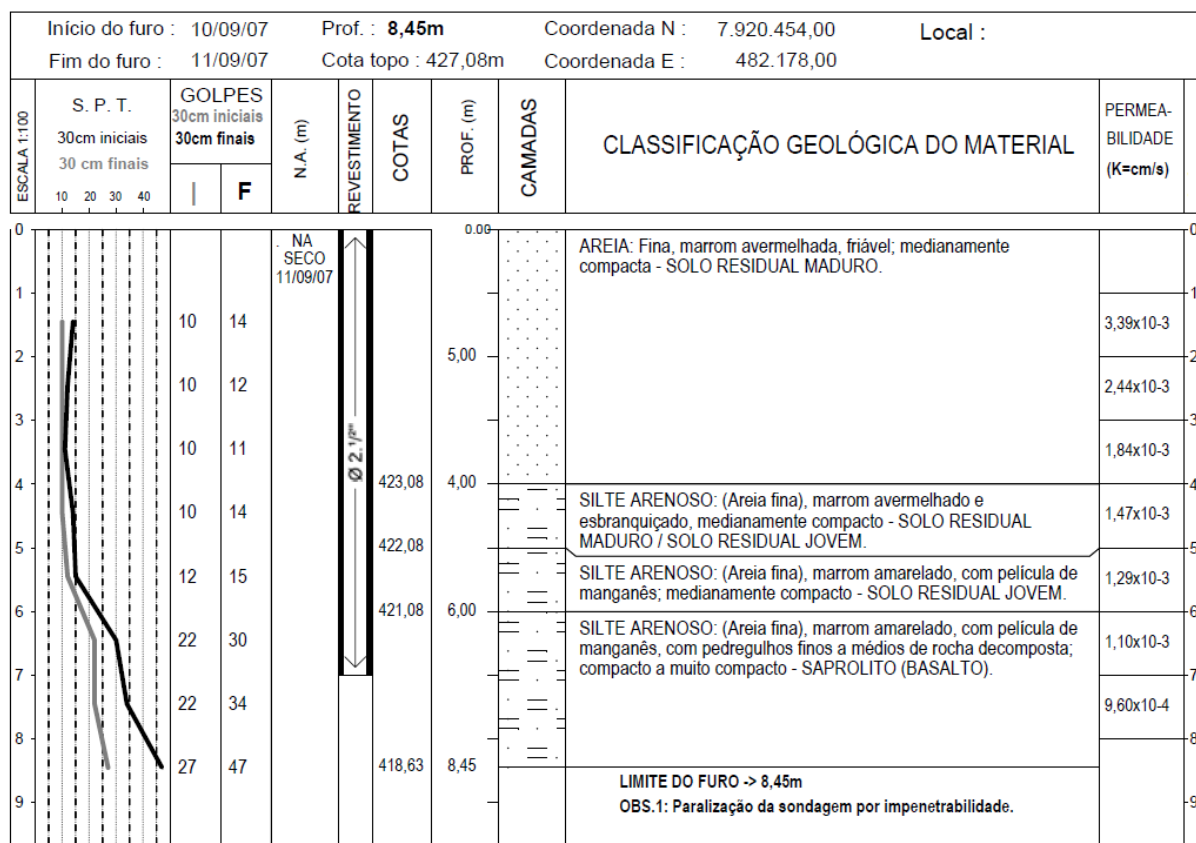 Início do furo : 10/09/07 Prof. : 8,45m Coordenada N : 7.920.454,00 Local :
Fim do furo : 11/09/07 Cota topo : 427,08m Coordenada E : 482.178,00
ESCALA 1:100
S. P. T.
30cm iniciais
30 cm finais
10 20 30 40
GOLPES
30cm iniciais
30cm finais
| F
N.A. (m)
REVESTIMENTO
COTAS
PROF. (m)
CAMADAS
CLASSIFICAÇÃO GEOLÓGICA DO MATERIAL
PERMEA-
BILIDADE
(K=cm/s)
0 0.00 0
NA
SECO
11/09/07
AREIA: Fina, marrom avermelhada, friável; medianamente
compacta - SOLO RESIDUAL MADURO.
1 1
10 14 3,39x10-3
2 5,00 2
10 12 2,44x10-3
3 3
10 11 1,84x10-3
Ø 2.1/2""
4 423,08 4,00 4
SILTE ARENOSO: (Areia fina), marrom avermelhado e
esbranquiçado, medianamente compacto - SOLO RESIDUAL
MADURO / SOLO RESIDUAL JOVEM.
10 14 1,47x10-3
5 422,08 5
SILTE ARENOSO: (Areia fina), marrom amarelado, com película de
manganês; medianamente compacto - SOLO RESIDUAL JOVEM.
12 15 1,29x10-3
6 421,08 6,00 6
SILTE ARENOSO: (Areia fina), marrom amarelado, com película de
manganês, com pedregulhos finos a médios de rocha decomposta;
compacto a muito compacto - SAPROLITO (BASALTO).
22 30 1,10x10-3
7 7
22 34 9,60x10-4
8 8
27 47 418,63 8,45
LIMITE DO FURO -> 8,45m
OBS.1: Paralização da sondagem por impenetrabilidade.
9 9